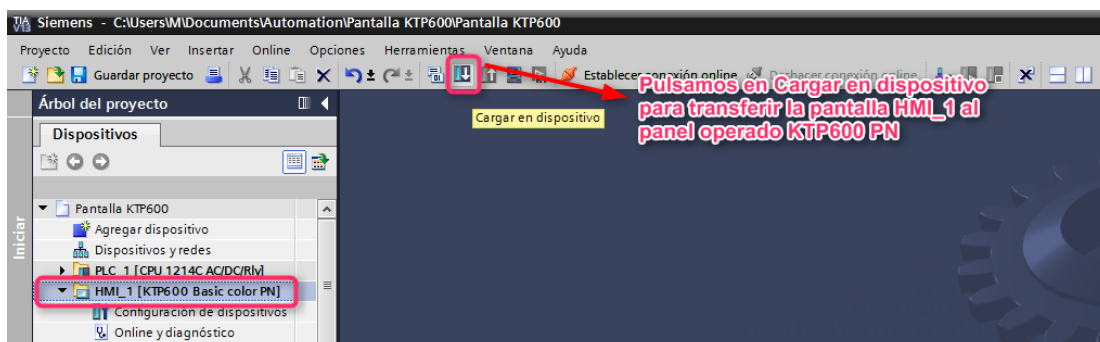 TIA V13 Siemens - C:\Users\M\Documents\Automation\Pantalla KTP600\Pantalla KTP600
Proyecto Edición Ver Insertar Online Opciones Herramientas Ventana Ayuda
Guardar proyecto Establecer conexión online Deshacer conexión online
Pulsamos en Cargar en dispositivo
para transferir la pantalla HMI_1 al
panel operado KTP600 PN
Árbol del proyecto
Cargar en dispositivo
Dispositivos
Iniciar
Pantalla KTP600
Agregar dispositivo
Dispositivos y redes
PLC_1 [CPU 1214C AC/DC/Rly]
HMI_1 [KTP600 Basic color PN]
Configuración de dispositivos
Online y diagnóstico